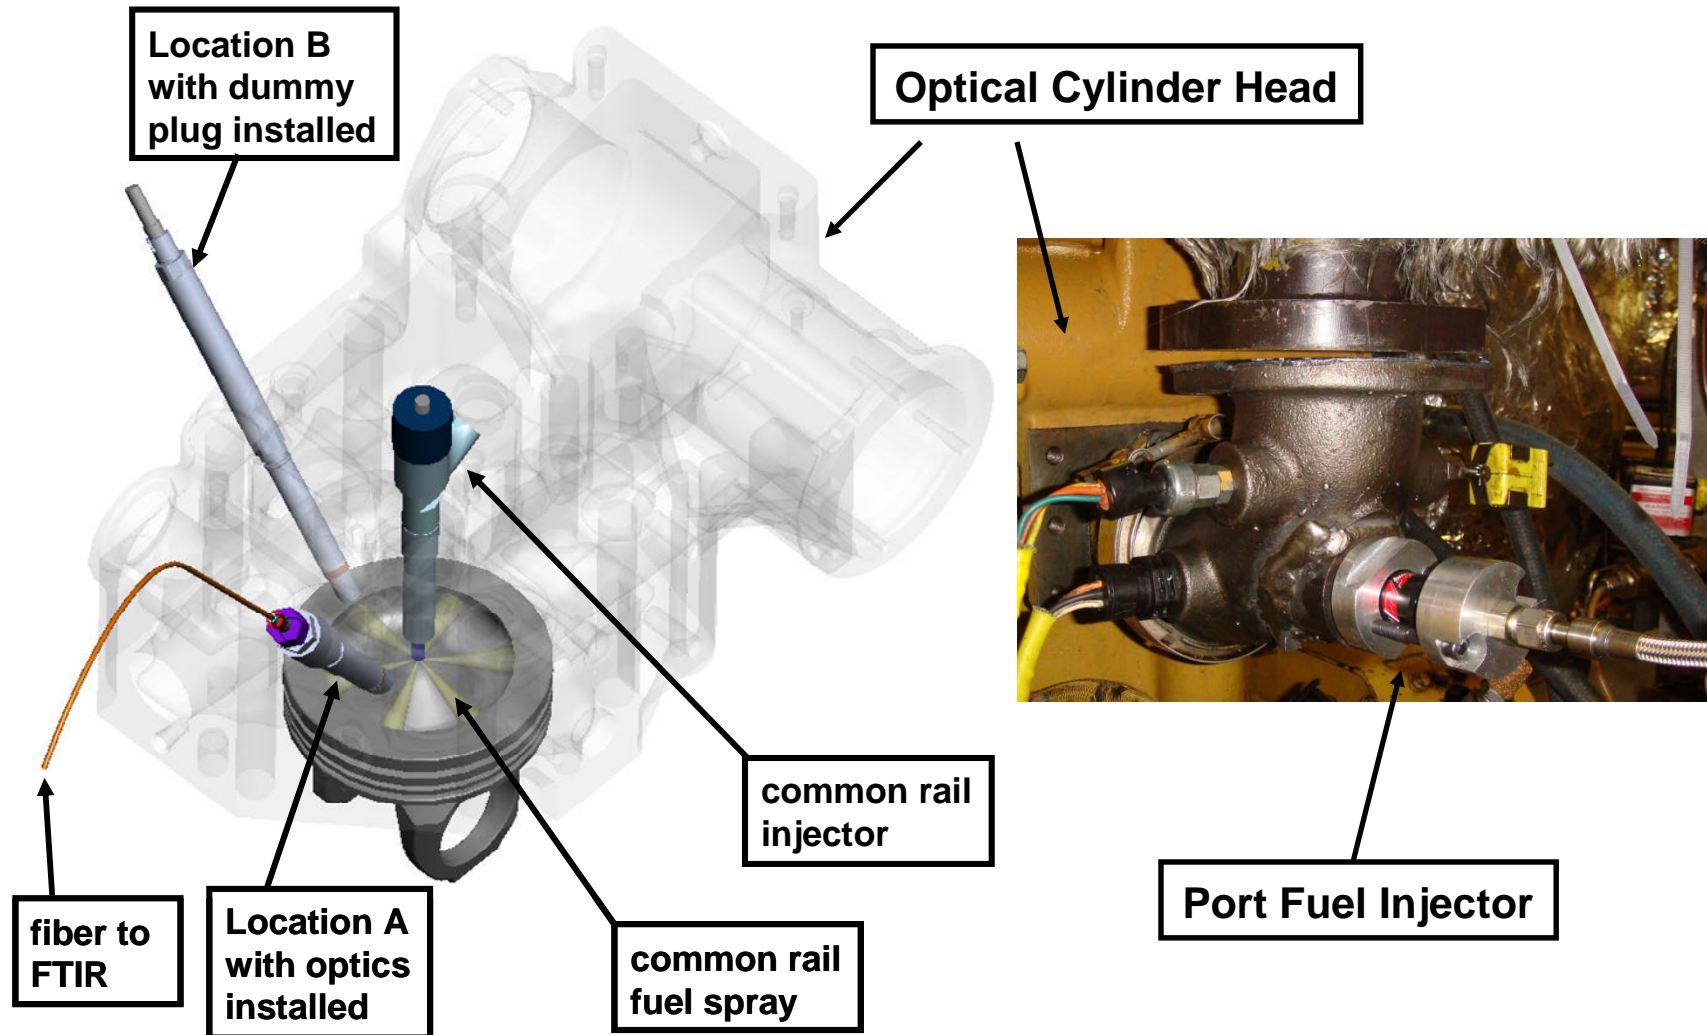 Location B
with dummy
plug installed
Optical Cylinder Head
common rail
injector
Port Fuel Injector
fiber to
FTIR
Location A
with optics
installed
common rail
fuel spray